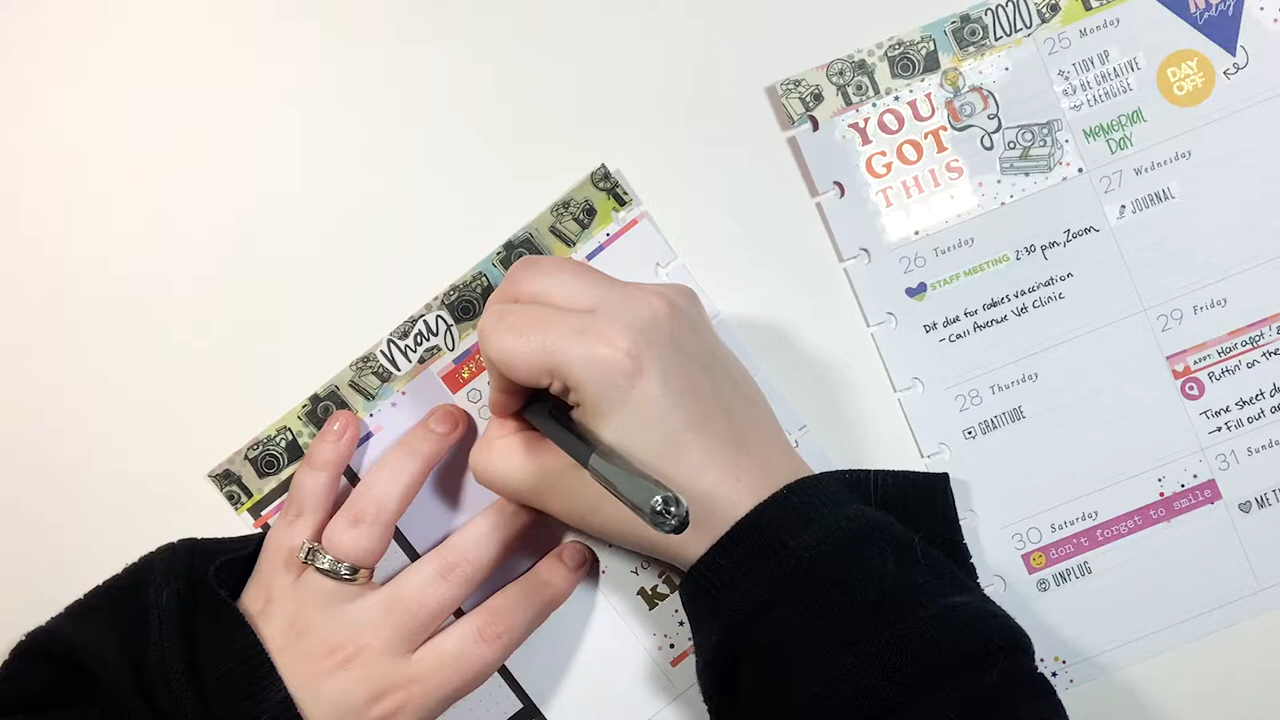 May
ki
2020
YOU
GOT
THIS
25 Monday
TIDY UP
BE CREATIVE
EXERCISE
DAY
OFF
today
MEMORIAL
DAY
26 Tuesday
STAFF MEETING 2:30 pm, Zoom
Dit due for rabies vaccination
- Call Avenue Vet Clinic
27 Wednesday
JOURNAL
28 Thursday
GRATITUDE
29 Friday
APPT: Hair appt!
Puttin' on the
Time sheet
→ Fill out
30 Saturday
don't forget to smile
UNPLUG
31